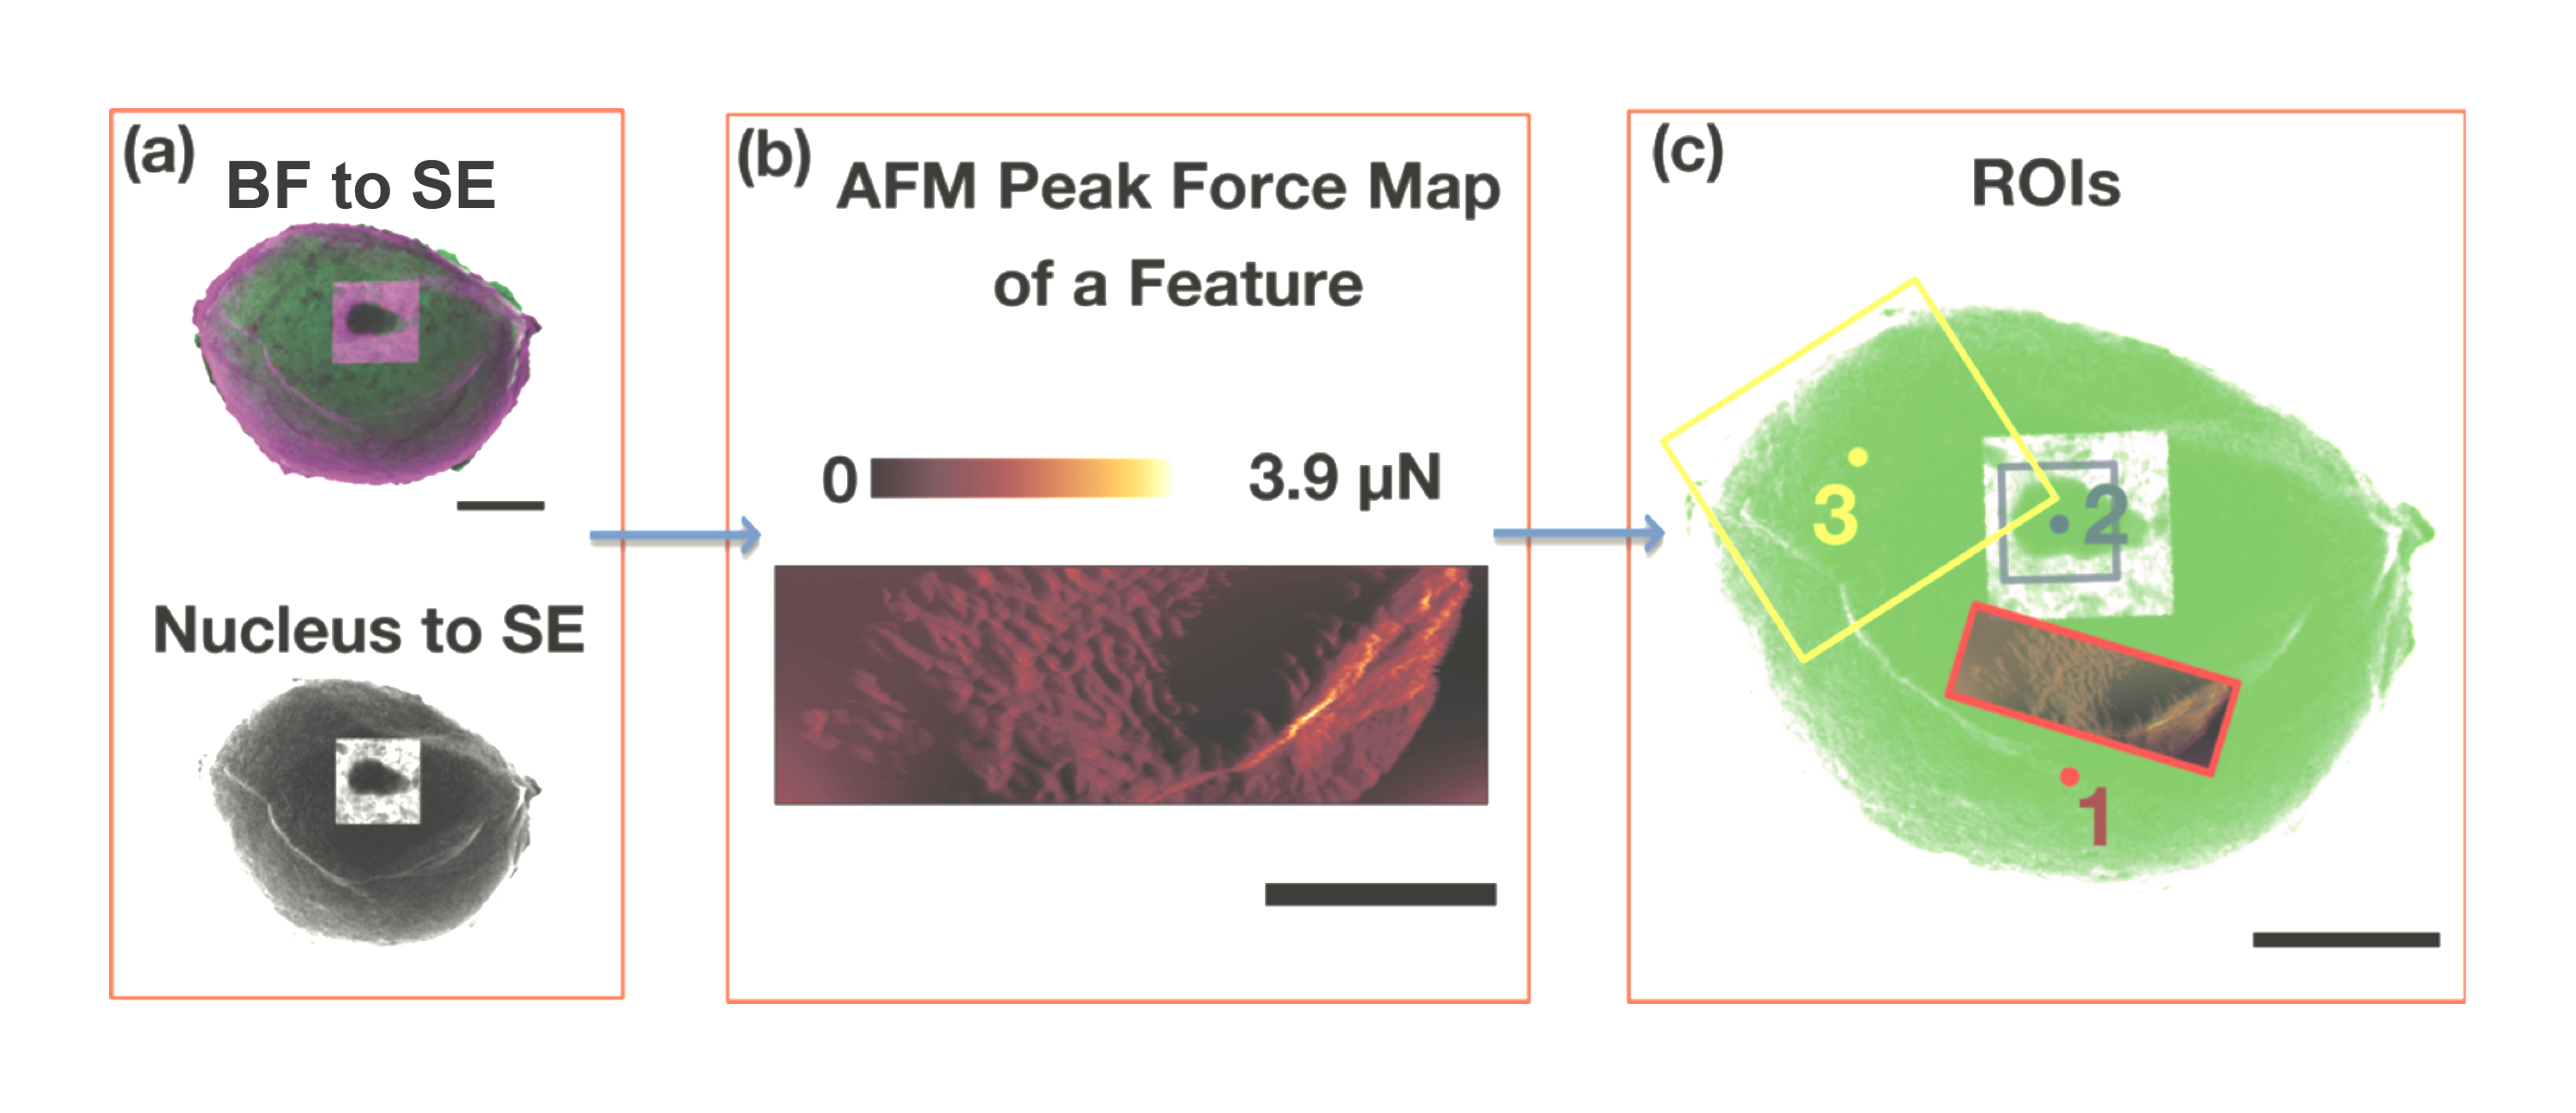 (a)
BF to SE
Nucleus to SE
(b)
AFM Peak Force Map
of a Feature
0
3.9 µN
(c)
ROIs
3
2
1